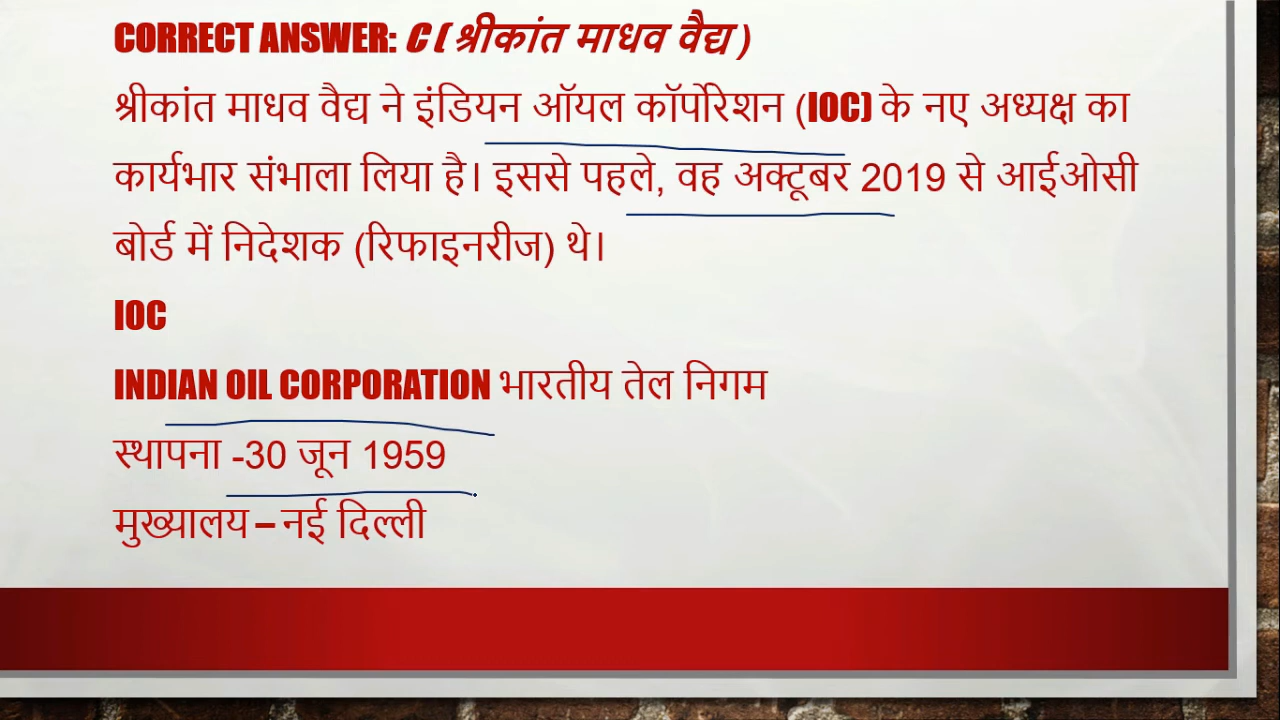 CORRECT ANSWER: C ( श्रीकांत माधव वैद्य )
श्रीकांत माधव वैद्य ने इंडियन ऑयल कॉर्पोरेशन (IOC) के नए अध्यक्ष का
कार्यभार संभाला लिया है। इससे पहले, वह अक्टूबर 2019 से आईओसी
बोर्ड में निदेशक (रिफाइनरीज) थे।
IOC
INDIAN OIL CORPORATION भारतीय तेल निगम
स्थापना -30 जून 1959
मुख्यालय – नई दिल्ली